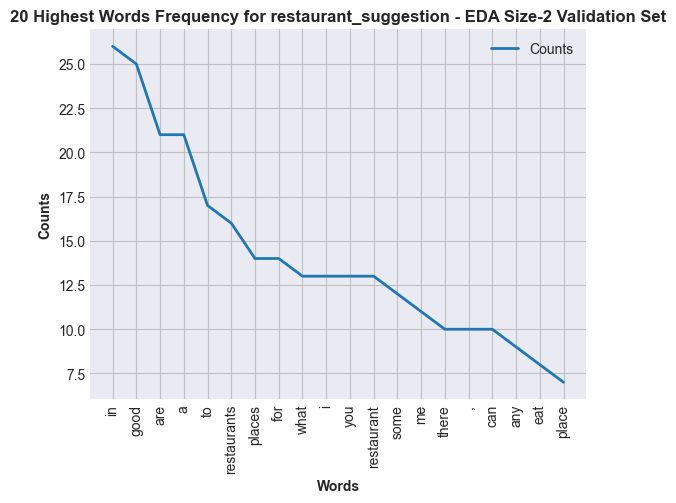 20 Highest Words Frequency for restaurant_suggestion - EDA Size-2 Validation Set
Counts
25.0
22.5
20.0
17.5
15.0
12.5
10.0
7.5
Counts
in
good
are
a
to
restaurants
places
for
what
i
you
restaurant
some
me
there
,
can
any
eat
place
Words